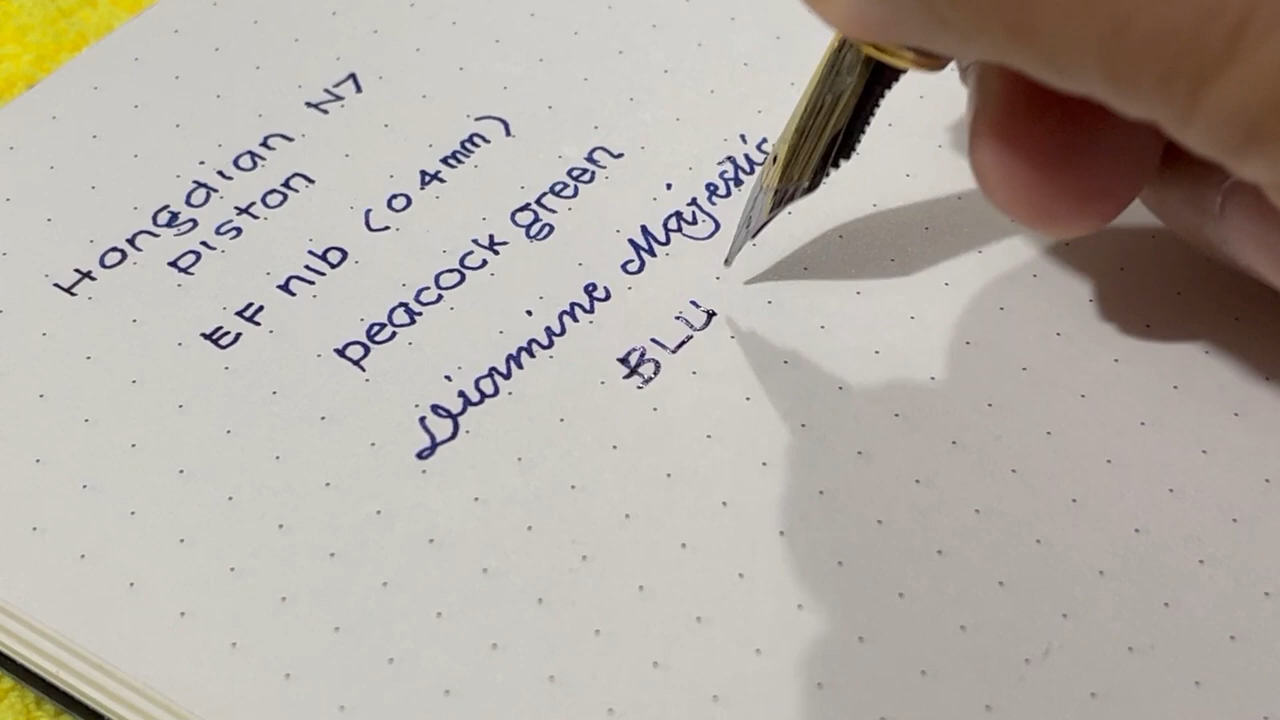 Hongdian N7
piston
EF nib (0.4mm)
peacock green
Diamine Majestic
BLU